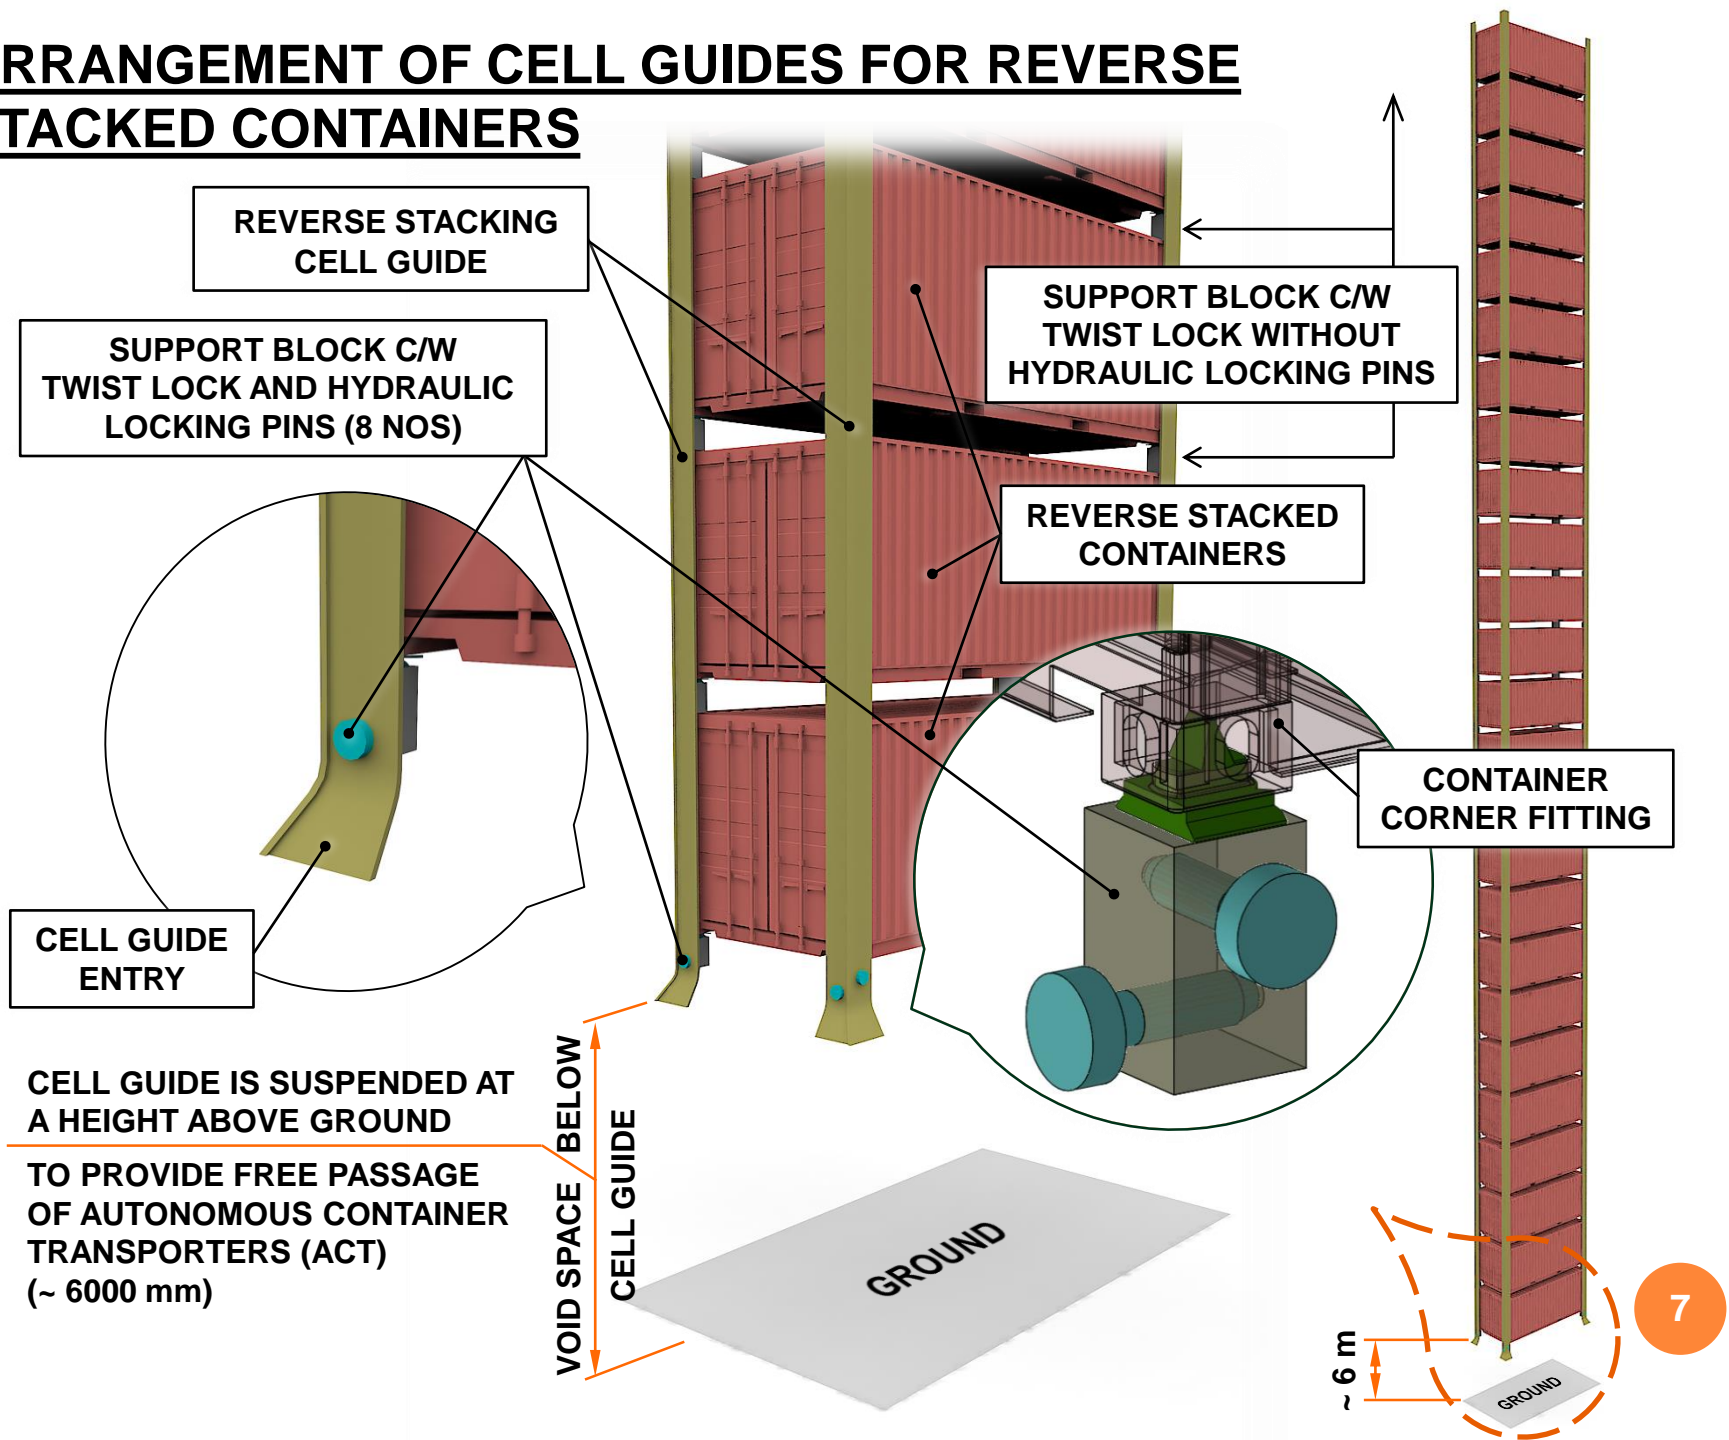 RRANGEMENT OF CELL GUIDES FOR REVERSE
TACKED CONTAINERS
REVERSE STACKING
CELL GUIDE
SUPPORT BLOCK C/W
TWIST LOCK AND HYDRAULIC
LOCKING PINS (8 NOS)
SUPPORT BLOCK C/W
TWIST LOCK WITHOUT
HYDRAULIC LOCKING PINS
REVERSE STACKED
CONTAINERS
CONTAINER
CORNER FITTING
CELL GUIDE
ENTRY
CELL GUIDE IS SUSPENDED AT
A HEIGHT ABOVE GROUND
TO PROVIDE FREE PASSAGE
OF AUTONOMOUS CONTAINER
TRANSPORTERS (ACT)
(~ 6000 mm)
VOID SPACE BELOW
CELL GUIDE
GROUND
~ 6 m
GROUND
7